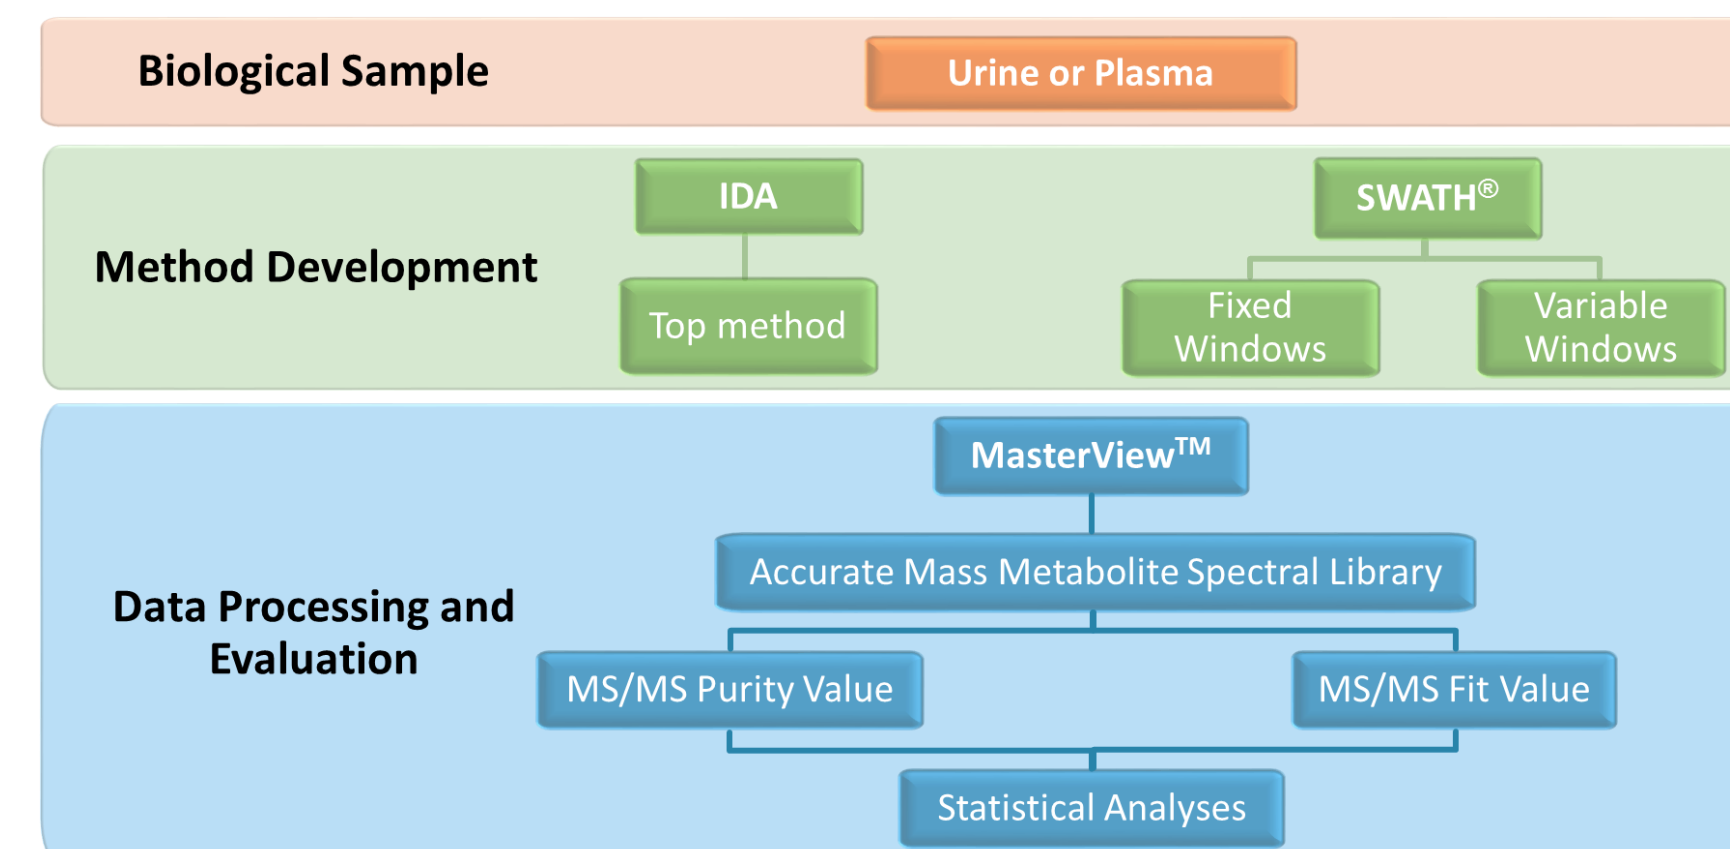 Biological Sample
Urine or Plasma
Method Development
IDA
SWATH®
Top method
Fixed
Windows
Variable
Windows
Data Processing and
Evaluation
MasterView™
Accurate Mass Metabolite Spectral Library
MS/MS Purity Value
MS/MS Fit Value
Statistical Analyses